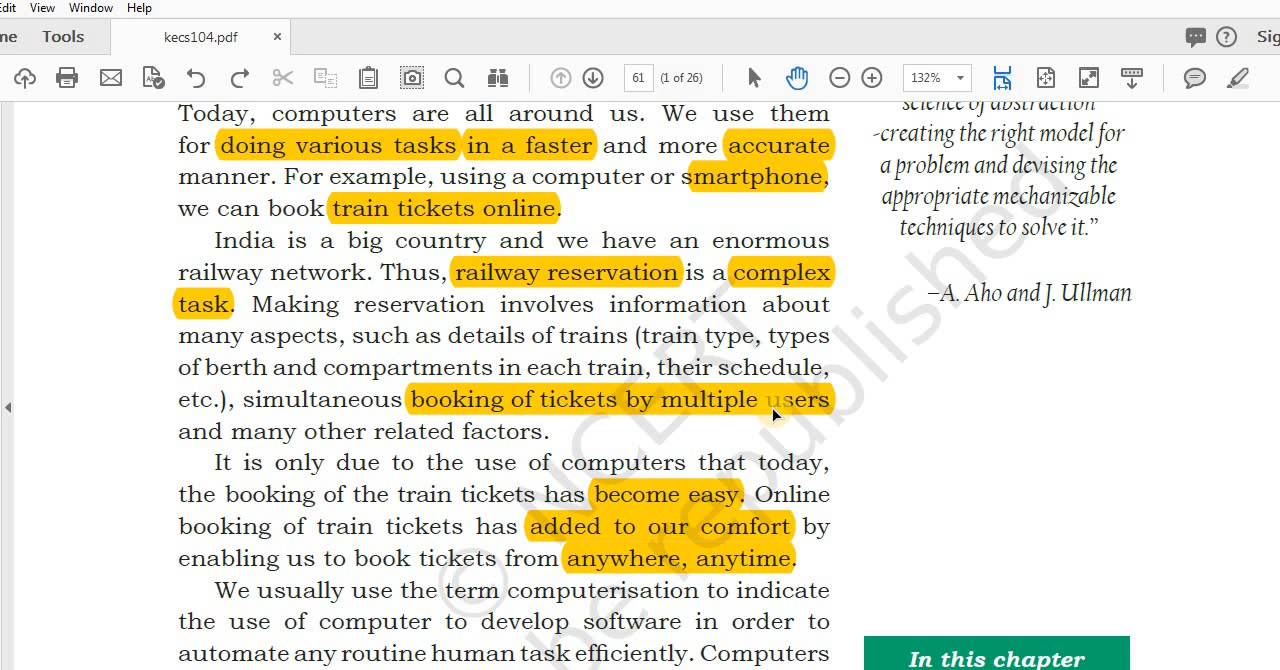 Edit View Window Help
me Tools kecs104.pdf × Sig
61 (1 of 26) 132%
Today, computers are all around us. We use them
for doing various tasks in a faster and more accurate
manner. For example, using a computer or smartphone,
we can book train tickets online.
India is a big country and we have an enormous
railway network. Thus, railway reservation is a complex
task. Making reservation involves information about
many aspects, such as details of trains (train type, types
of berth and compartments in each train, their schedule,
etc.), simultaneous booking of tickets by multiple users
and many other related factors.
It is only due to the use of computers that today,
the booking of the train tickets has become easy. Online
booking of train tickets has added to our comfort by
enabling us to book tickets from anywhere, anytime.
We usually use the term computerisation to indicate
the use of computer to develop software in order to
automate any routine human task efficiently. Computers
science of abstraction
-creating the right model for
a problem and devising the
appropriate mechanizable
techniques to solve it.”
–A. Aho and J. Ullman
In this chapter
© NCERT
be republished